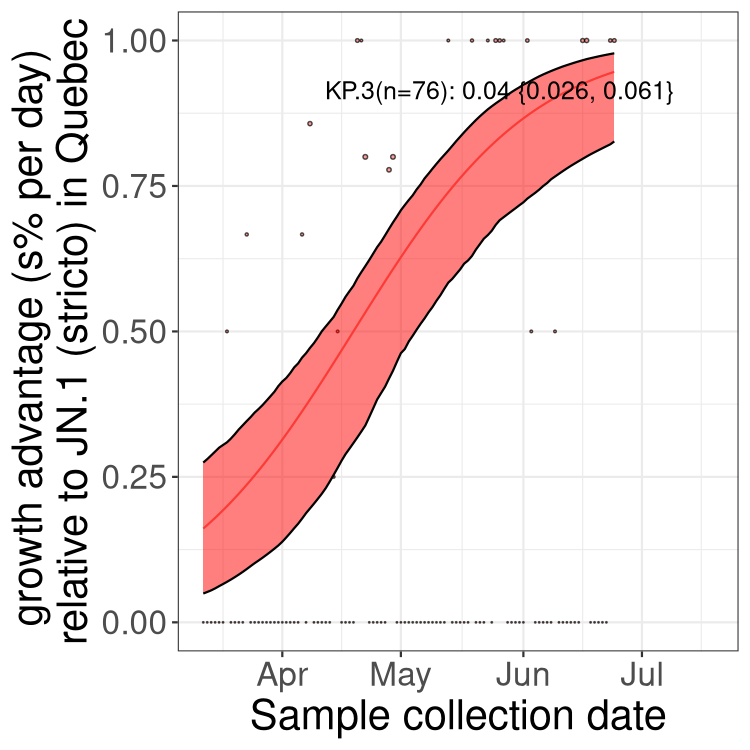 growth advantage (s% per day)
relative to JN.1 (stricto) in Quebec
1.00
0.75
0.50
0.25
0.00
KP.3(n=76): 0.04 {0.026, 0.061}
Apr May Jun Jul
Sample collection date